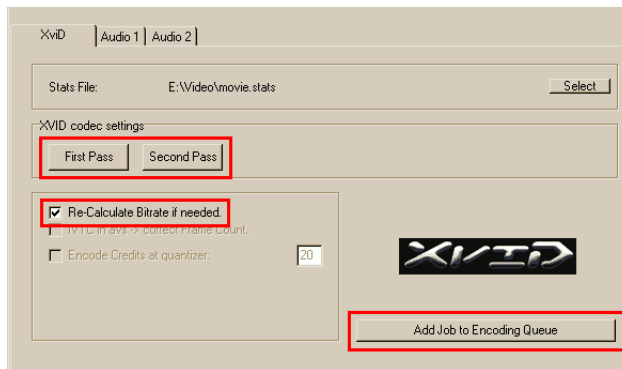 XviD Audio 1 Audio 2
Stats File: E:\Video\movie.stats Select
XVID codec settings
First Pass Second Pass
Re-Calculate Bitrate if needed.
IVTC in avs -> correct Frame Count.
Encode Credits at quantizer: 20
XVID
Add Job to Encoding Queue